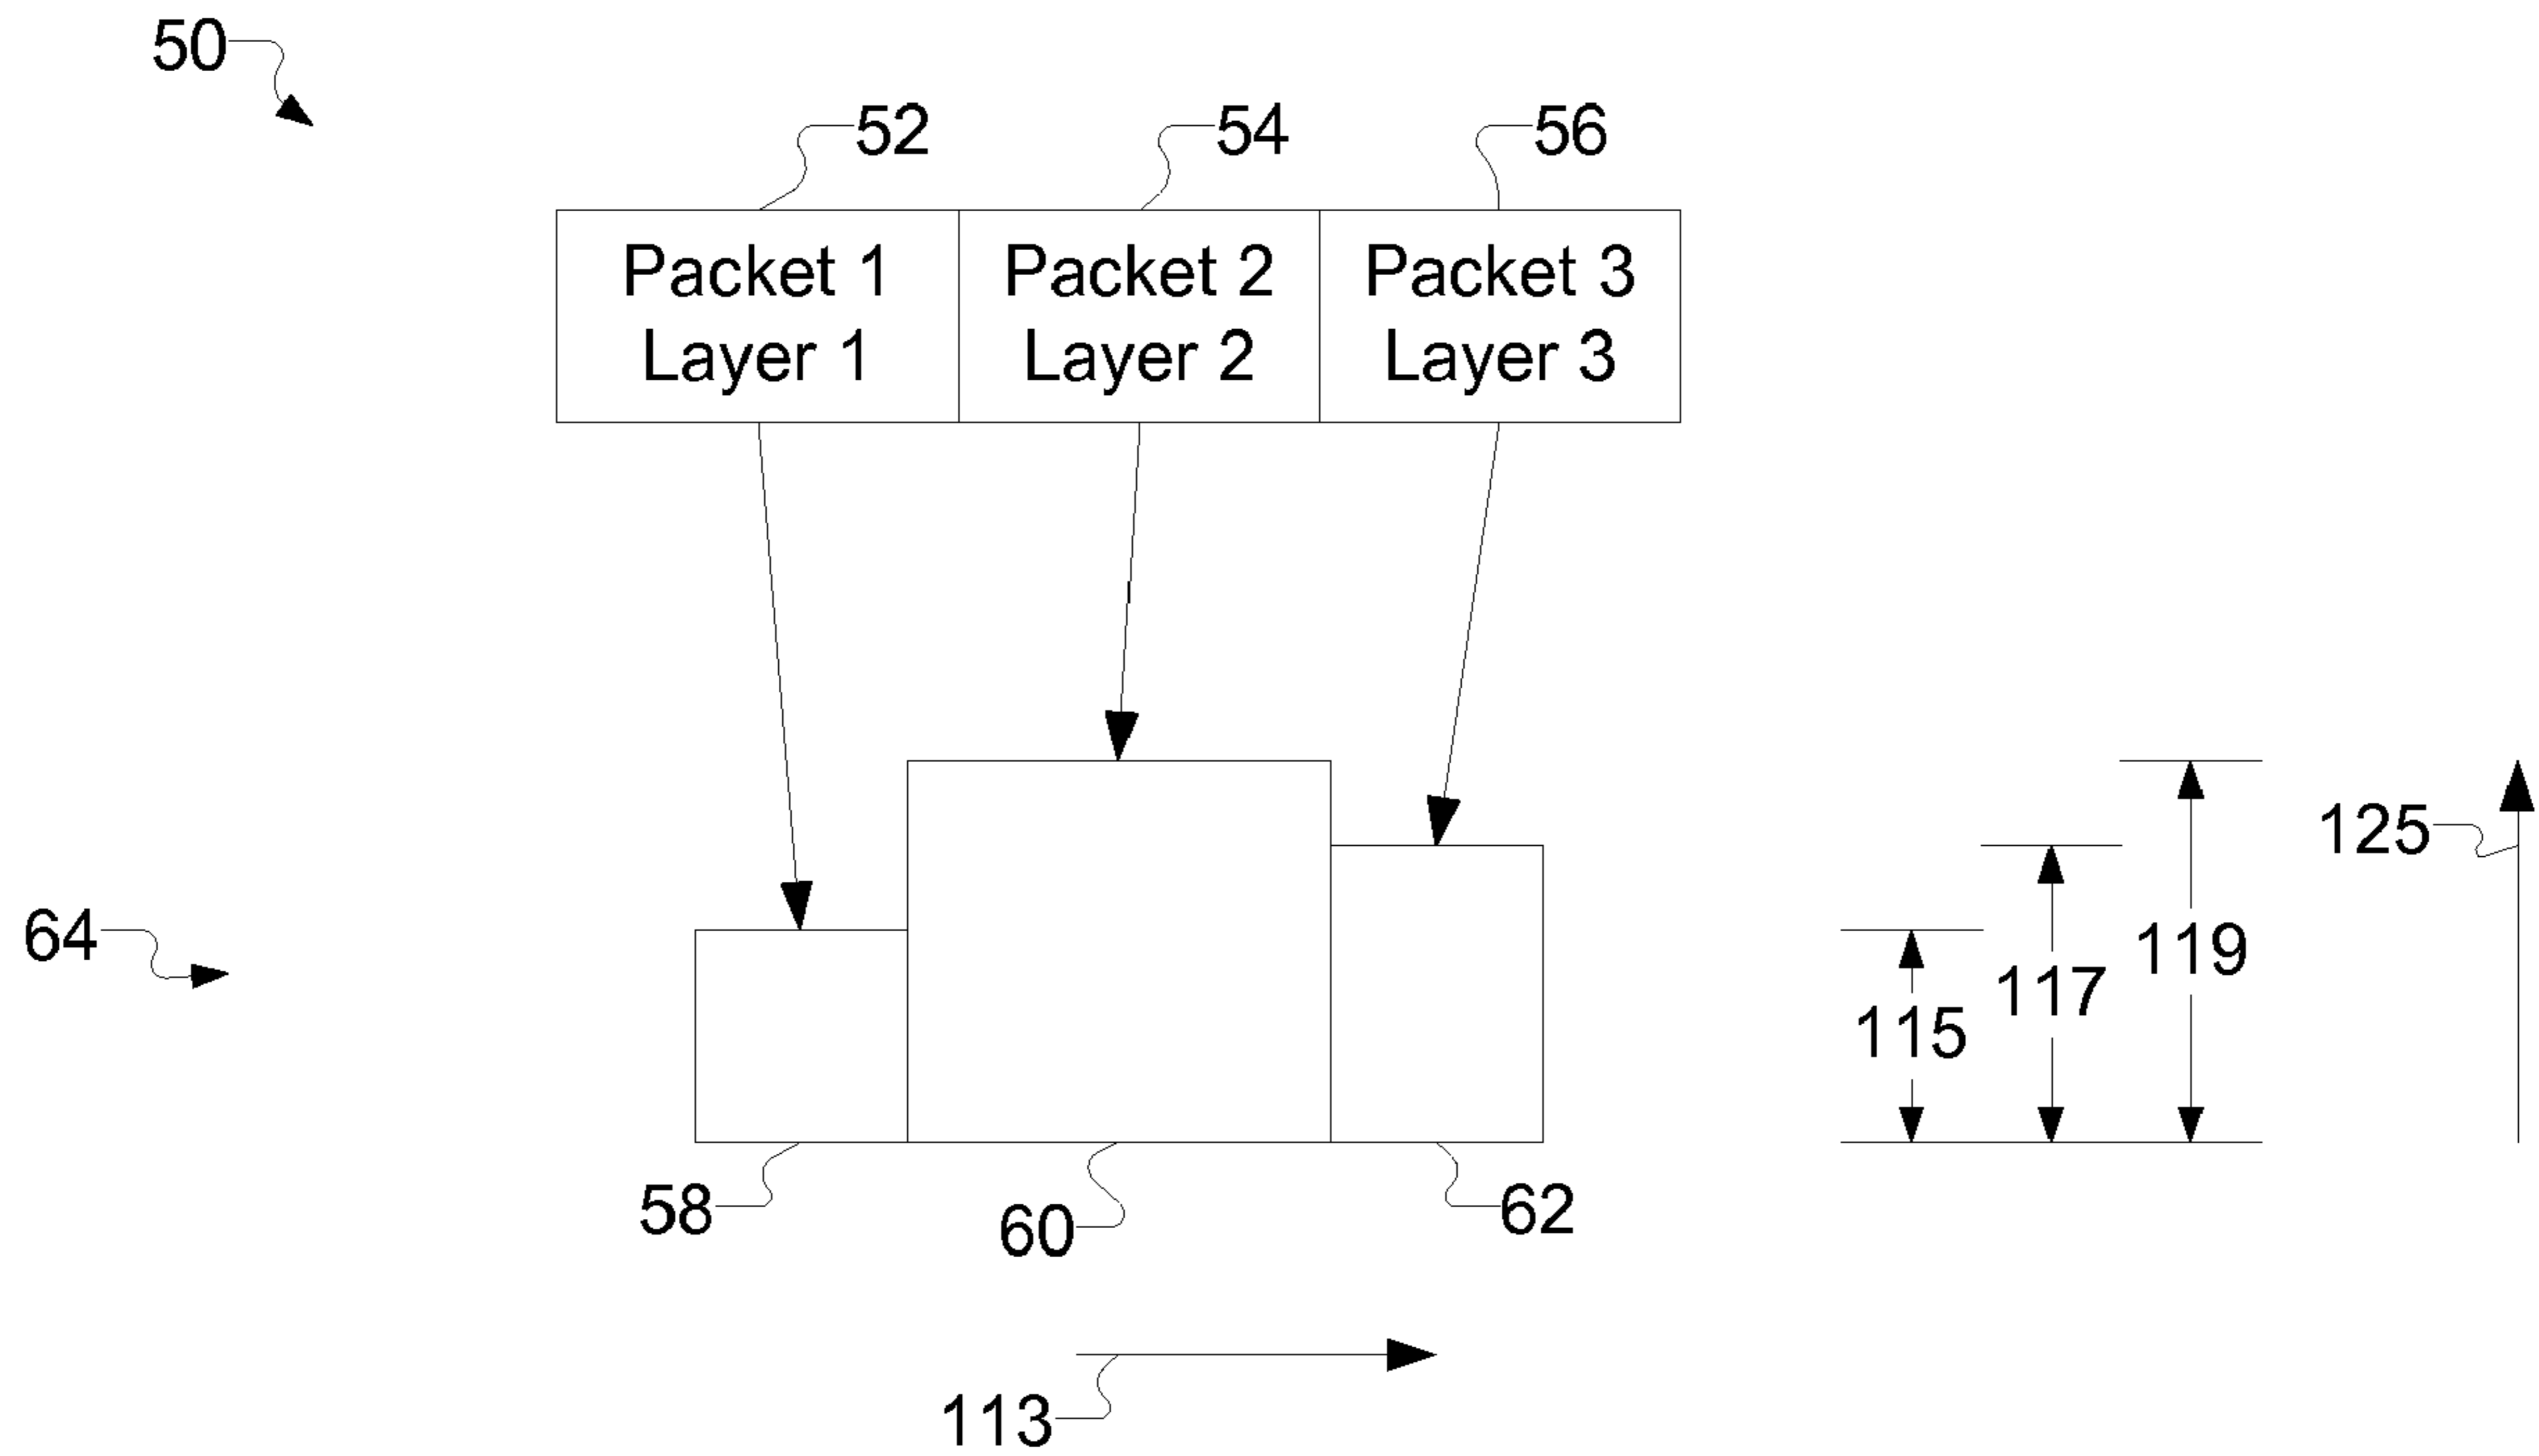 50
52
54
56
Packet 1
Layer 1
Packet 2
Layer 2
Packet 3
Layer 3
125
64
119
117
115
58
60
62
113